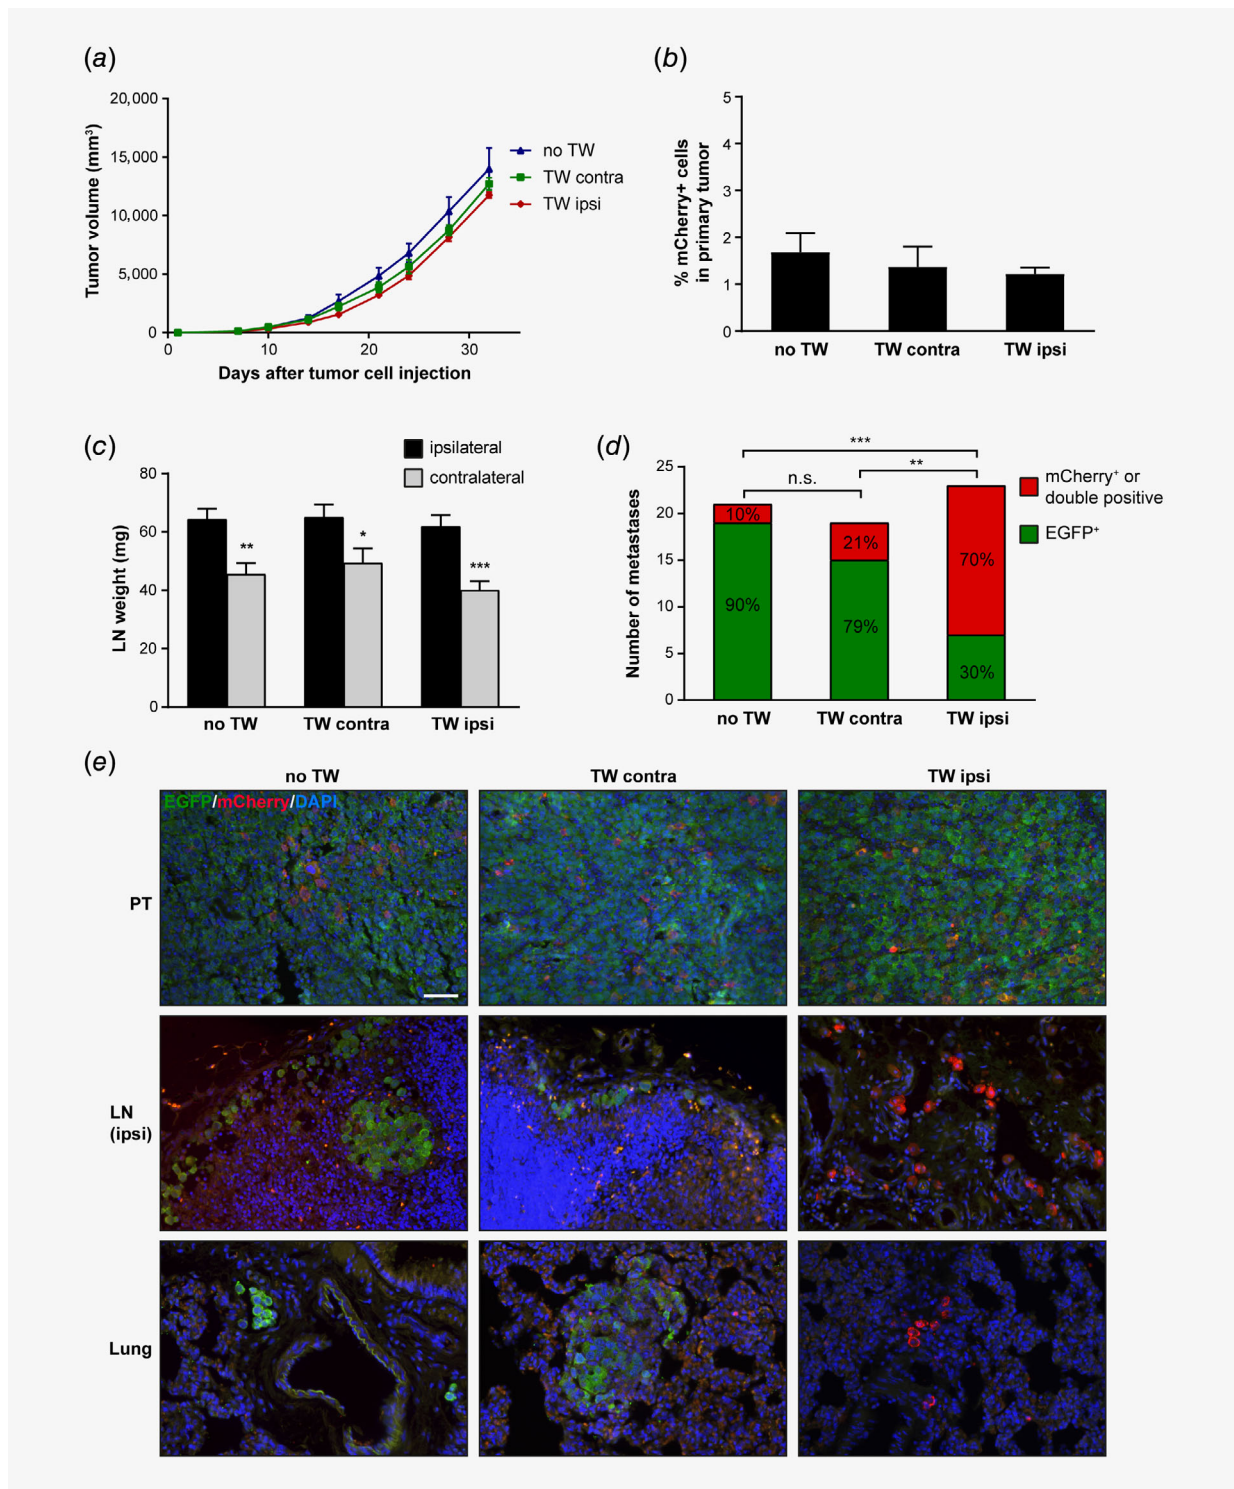 (a)
20,000
15,000
10,000
5,000
0
Tumor volume (mm³)
0 10 20 30
Days after tumor cell injection
no TW
TW contra
TW ipsi
(b)
5
4
3
2
1
0
% mCherry+ cells
in primary tumor
no TW TW contra TW ipsi
(c)
ipsilateral
contralateral
80
60
40
20
0
LN weight (mg)
**
*
***
no TW TW contra TW ipsi
(d)
***
**
n.s.
25
20
15
10
5
0
Number of metastases
10%
90%
21%
79%
70%
30%
no TW TW contra TW ipsi
mCherry⁺ or
double positive
EGFP⁺
(e)
no TW TW contra TW ipsi
EGFP/mCherry/DAPI
PT
LN
(ipsi)
Lung